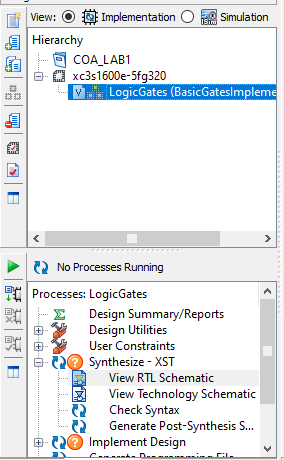 View: Implementation Simulation
Hierarchy
COA_LAB1
xc3s1600e-5fg320
V LogicGates (BasicGatesImpleme
No Processes Running
Processes: LogicGates
Design Summary/Reports
Design Utilities
User Constraints
Synthesize - XST
View RTL Schematic
View Technology Schematic
Check Syntax
Generate Post-Synthesis S...
Implement Design
Generate Programming File